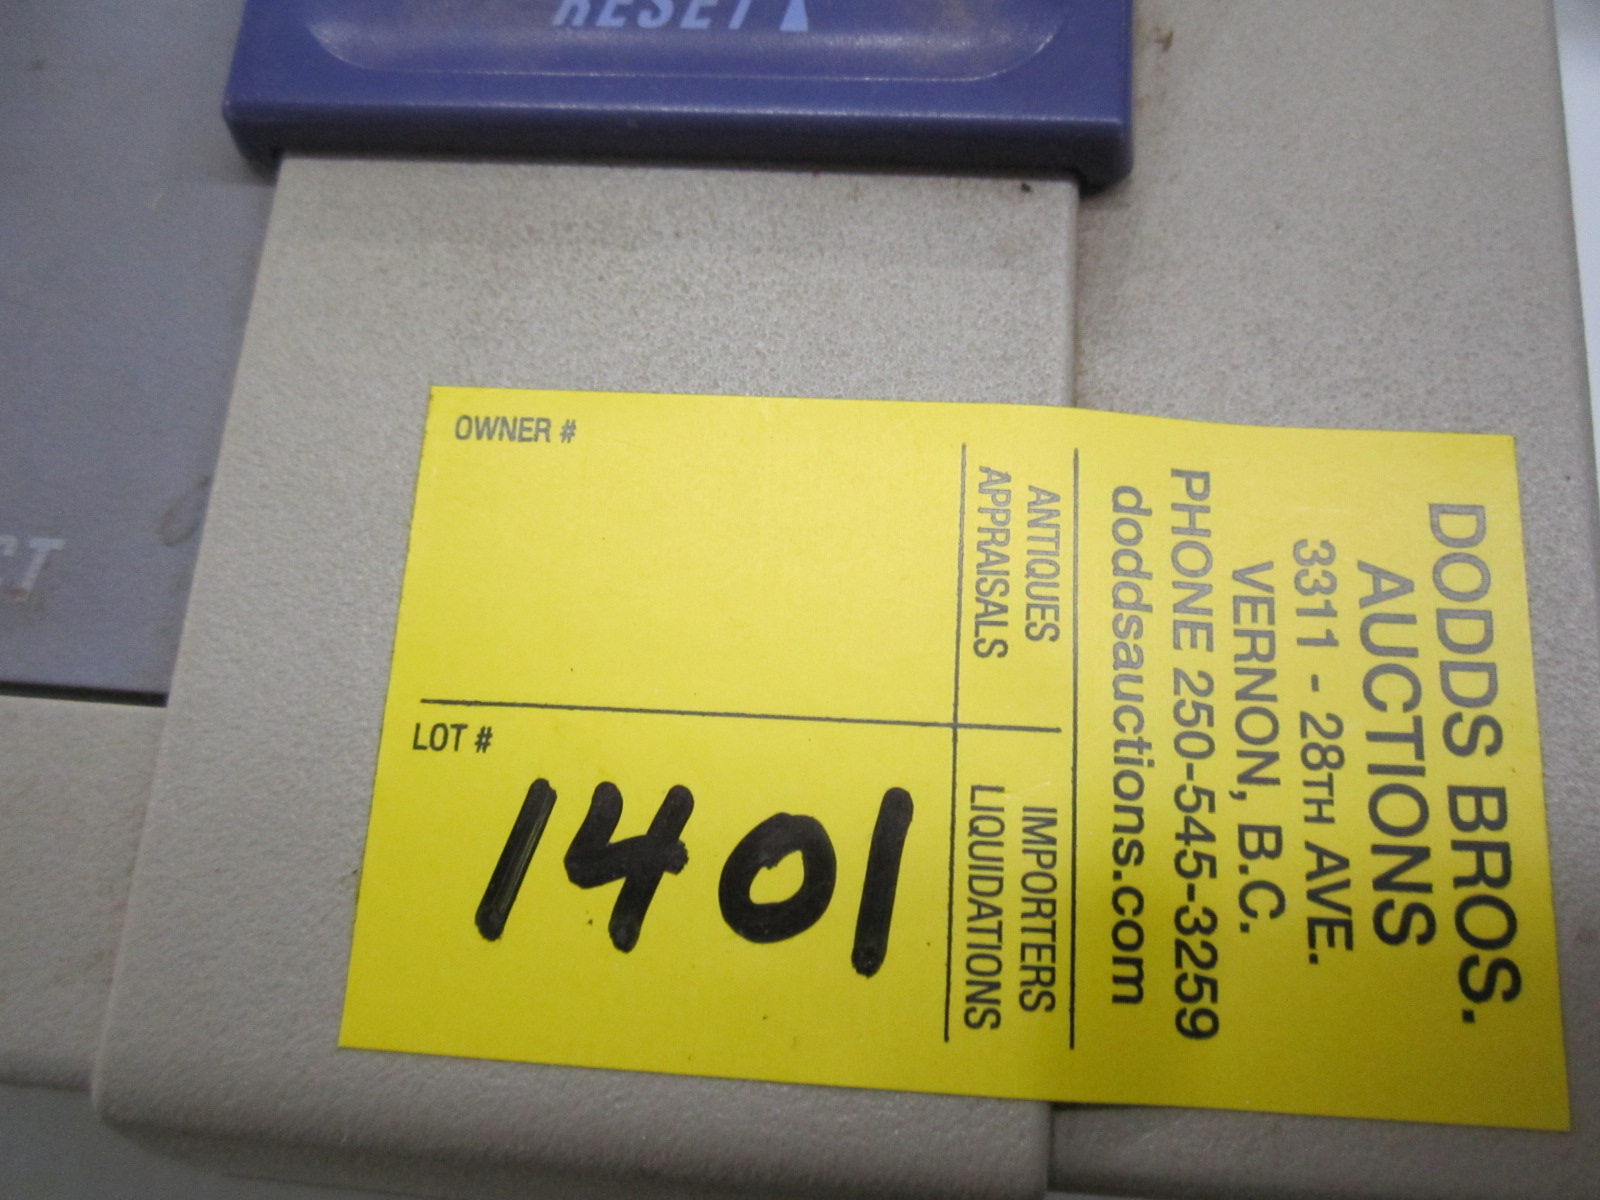 RESET
CT
DODDS BROS.
AUCTIONS
3311 - 28TH AVE.
VERNON, B.C.
PHONE 250-545-3259
doddsauctions.com
ANTIQUES
APPRAISALS
IMPORTERS
LIQUIDATIONS
OWNER #
LOT #
1401